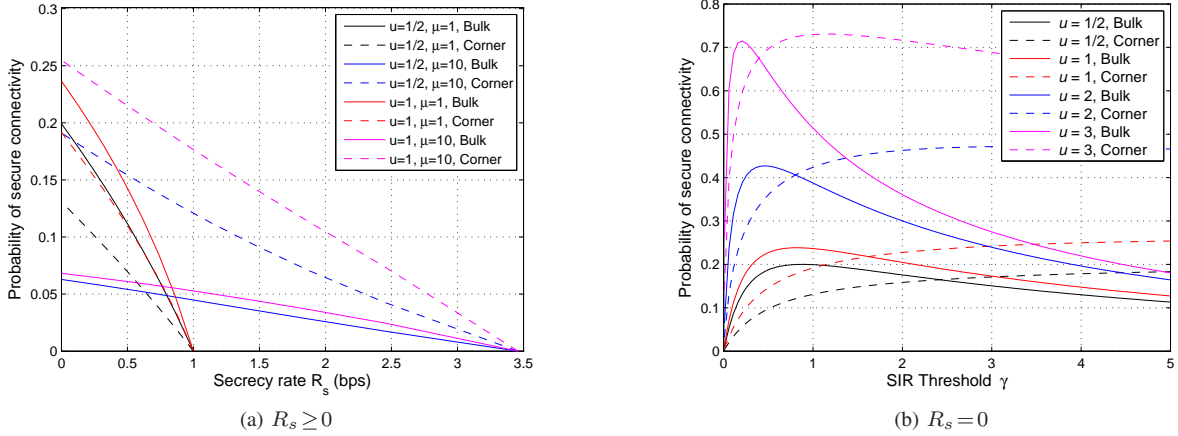 0.3
0.25
0.2
0.15
0.1
0.05
0
Probability of secure connectivity
0 0.5 1 1.5 2 2.5 3 3.5
Secrecy rate R_s (bps)
u=1/2, μ=1, Bulk
u=1/2, μ=1, Corner
u=1/2, μ=10, Bulk
u=1/2, μ=10, Corner
u=1, μ=1, Bulk
u=1, μ=1, Corner
u=1, μ=10, Bulk
u=1, μ=10, Corner
(a) R_s ≥ 0
0.8
0.7
0.6
0.5
0.4
0.3
0.2
0.1
0
Probability of secure connectivity
0 1 2 3 4 5
SIR Threshold γ
u = 1/2, Bulk
u = 1/2, Corner
u = 1, Bulk
u = 1, Corner
u = 2, Bulk
u = 2, Corner
u = 3, Bulk
u = 3, Corner
(b) R_s = 0